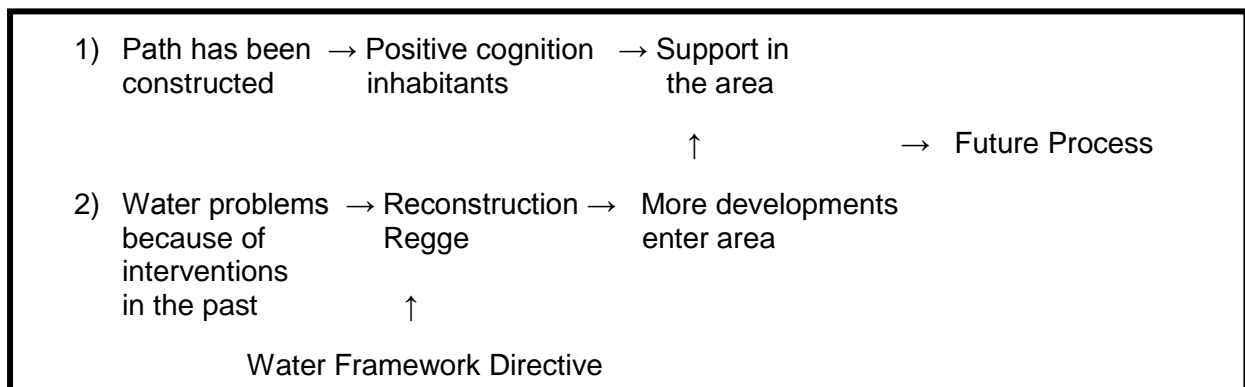 1) Path has been → Positive cognition → Support in
constructed inhabitants the area
↑ → Future Process
2) Water problems → Reconstruction → More developments
because of Regge enter area
interventions
in the past ↑
Water Framework Directive